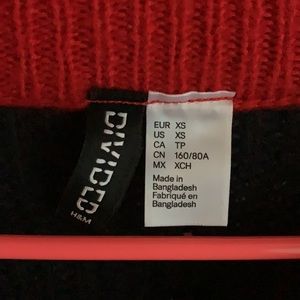 DIVIDED
H&M
EUR XS
US XS
CA TP
CN 160/80A
MX XCH
Made in
Bangladesh
Fabriqué en
Bangladesh